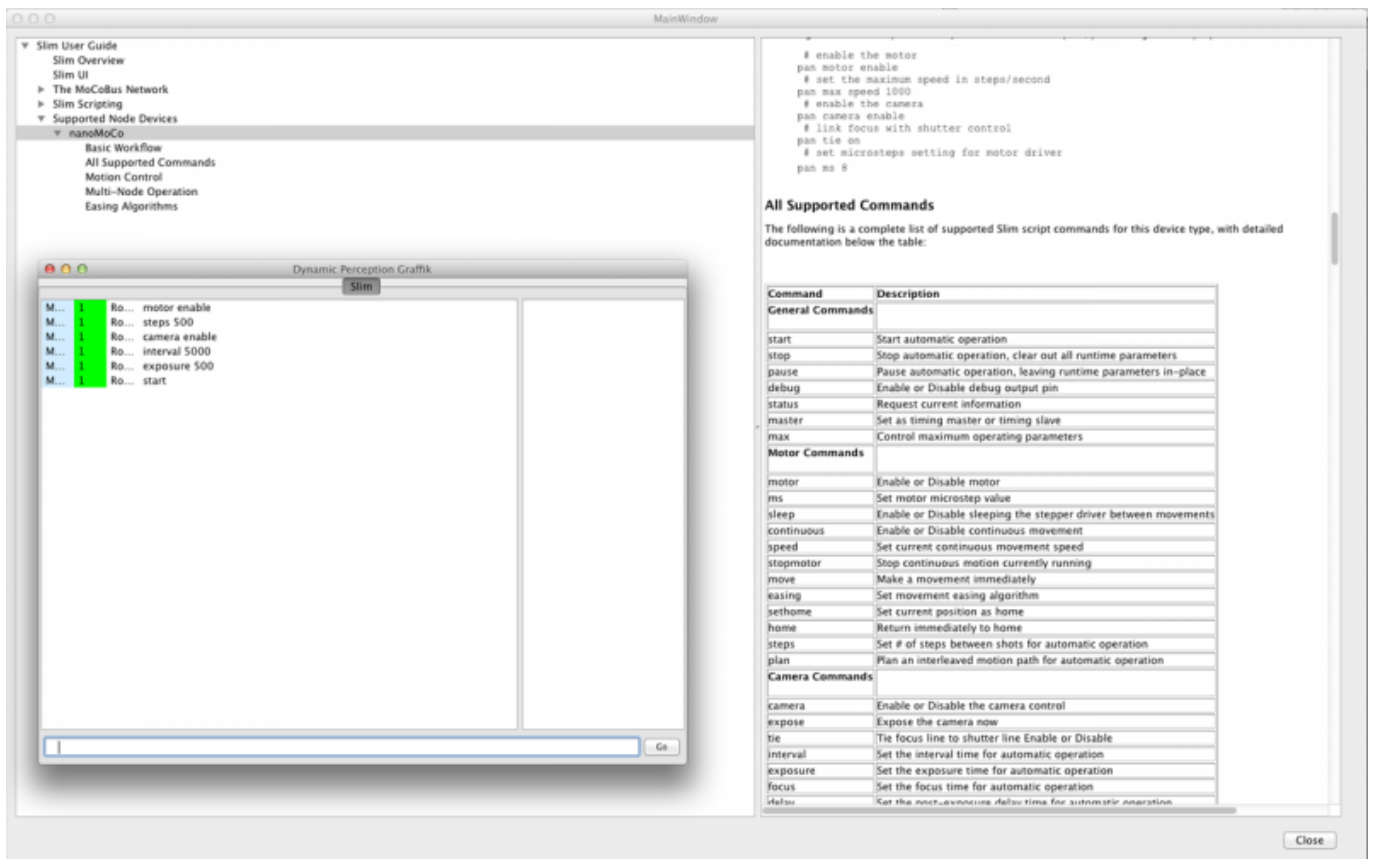 MainWindow
Slim User Guide
Slim Overview
Slim UI
The MoCoBus Network
Slim Scripting
Supported Node Devices
nanoMoCo
Basic Workflow
All Supported Commands
Motion Control
Multi-Node Operation
Easing Algorithms
Dynamic Perception Graffik
Slim
M... 1 Ro... motor enable
M... 1 Ro... steps 500
M... 1 Ro... camera enable
M... 1 Ro... interval 5000
M... 1 Ro... exposure 500
M... 1 Ro... start
Go
# enable the motor
pan motor enable
# set the maximum speed in steps/second
pan max speed 1000
# enable the camera
pan camera enable
# link focus with shutter control
pan tie on
# set microsteps setting for motor driver
pan ms 8
All Supported Commands
The following is a complete list of supported Slim script commands for this device type, with detailed
documentation below the table:
Command Description
General Commands
start Start automatic operation
stop Stop automatic operation, clear out all runtime parameters
pause Pause automatic operation, leaving runtime parameters in-place
debug Enable or Disable debug output pin
status Request current information
master Set as timing master or timing slave
max Control maximum operating parameters
Motor Commands
motor Enable or Disable motor
ms Set motor microstep value
sleep Enable or Disable sleeping the stepper driver between movements
continuous Enable or Disable continuous movement
speed Set current continuous movement speed
stopmotor Stop continuous motion currently running
move Make a movement immediately
easing Set movement easing algorithm
sethome Set current position as home
home Return immediately to home
steps Set # of steps between shots for automatic operation
plan Plan an interleaved motion path for automatic operation
Camera Commands
camera Enable or Disable the camera control
expose Expose the camera now
tie Tie focus line to shutter line Enable or Disable
interval Set the interval time for automatic operation
exposure Set the exposure time for automatic operation
focus Set the focus time for automatic operation
delay Set the post-exposure delay time for automatic operation
Close